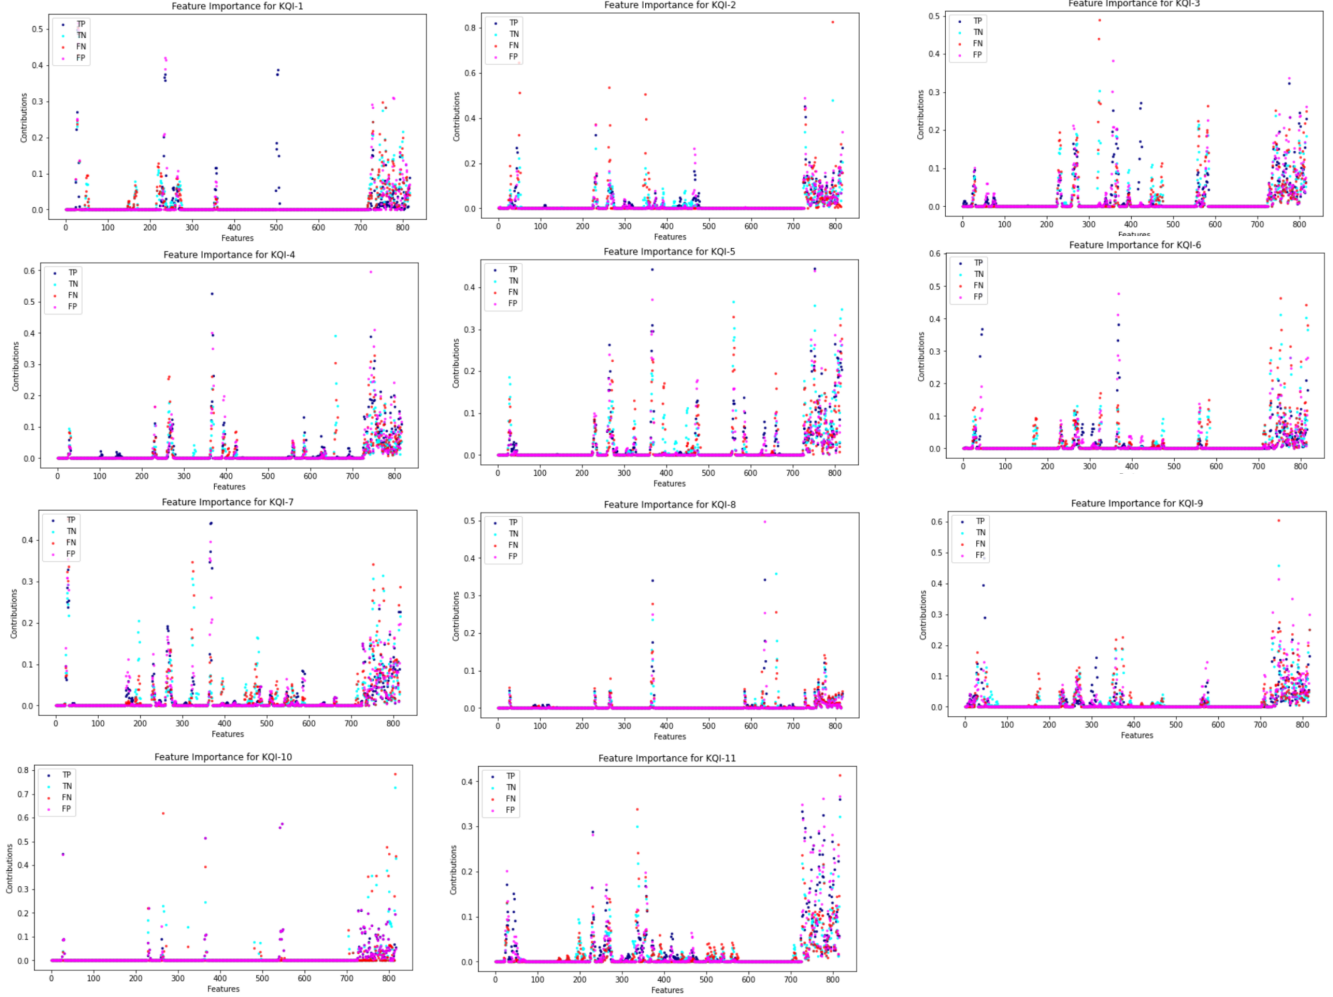 Feature Importance for KQI-1
0.5
0.4
0.3
0.2
0.1
0.0
Contributions
TP
TN
FN
FP
0 100 200 300 400 500 600 700 800
Features
Feature Importance for KQI-2
0.8
0.6
0.4
0.2
0.0
Contributions
TP
TN
FN
FP
0 100 200 300 400 500 600 700 800
Features
Feature Importance for KQI-3
0.5
0.4
0.3
0.2
0.1
0.0
Contributions
TP
TN
FN
FP
0 100 200 300 400 500 600 700 800
Features
Feature Importance for KQI-4
0.6
0.5
0.4
0.3
0.2
0.1
0.0
Contributions
TP
TN
FN
FP
0 100 200 300 400 500 600 700 800
Features
Feature Importance for KQI-5
0.4
0.3
0.2
0.1
0.0
Contributions
TP
TN
FN
FP
0 100 200 300 400 500 600 700 800
Features
Feature Importance for KQI-6
0.6
0.5
0.4
0.3
0.2
0.1
0.0
Contributions
TP
TN
FN
FP
0 100 200 300 400 500 600 700 800
Feature Importance for KQI-7
0.4
0.3
0.2
0.1
0.0
Contributions
TP
TN
FN
FP
0 100 200 300 400 500 600 700 800
Features
Feature Importance for KQI-8
0.5
0.4
0.3
0.2
0.1
0.0
Contributions
TP
TN
FN
FP
0 100 200 300 400 500 600 700 800
Features
Feature Importance for KQI-9
0.6
0.5
0.4
0.3
0.2
0.1
0.0
Contributions
TP
TN
FN
FP
0 100 200 300 400 500 600 700 800
Features
Feature Importance for KQI-10
0.8
0.7
0.6
0.5
0.4
0.3
0.2
0.1
0.0
Contributions
TP
TN
FN
FP
0 100 200 300 400 500 600 700 800
Features
Feature Importance for KQI-11
0.4
0.3
0.2
0.1
0.0
Contributions
TP
TN
FN
FP
0 100 200 300 400 500 600 700 800
Features